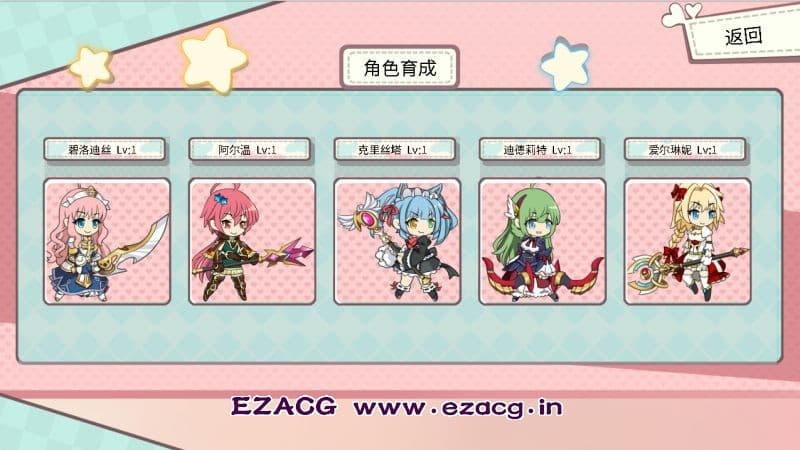 返回
角色育成
碧洛迪丝 Lv:1
阿尔温 Lv:1
克里丝塔 Lv:1
迪德莉特 Lv:1
爱尔琳妮 Lv:1
EZACG www.ezacg.in